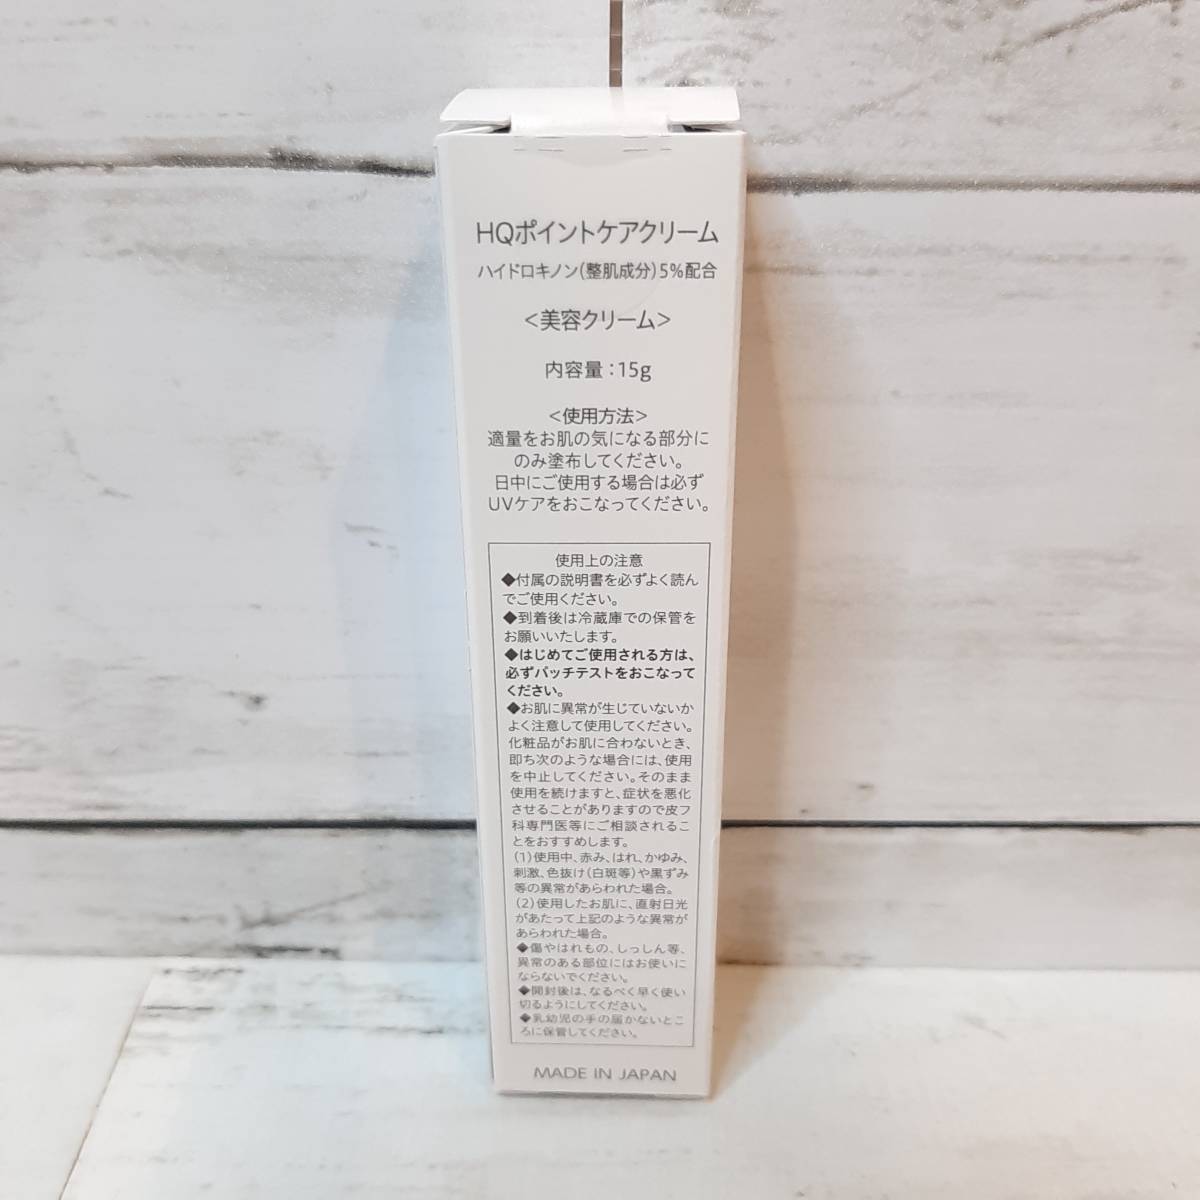 HQポイントケアクリーム
ハイドロキノン(整肌成分)5%配合
<美容クリーム>
内容量:15g
<使用方法>
適量をお肌の気になる部分に
のみ塗布してください。
日中にご使用する場合は必ず
UVケアをおこなってください。
使用上の注意
◆付属の説明書を必ずよく読ん
でご使用ください。
◆到着後は冷蔵庫での保管を
お願いいたします。
◆はじめてご使用される方は、
必ずパッチテストをおこなって
ください。
◆お肌に異常が生じていないか
よく注意して使用してください。
化粧品がお肌に合わないとき、
即ち次のような場合には、使用
を中止してください。そのまま
使用を続けますと、症状を悪化
させることがありますので皮フ
科専門医等にご相談されるこ
とをおすすめします。
(1)使用中、赤み、はれ、かゆみ、
刺激、色抜け(白斑等)や黒ずみ
等の異常があらわれた場合。
(2)使用したお肌に、直射日光
があたって上記のような異常が
あらわれた場合。
◆傷やはれもの、しっしん等、
異常のある部位にはお使いに
ならないでください。
◆開封後は、なるべく早く使い
切るようにしてください。
◆乳幼児の手の届かないとこ
ろに保管してください。
MADE IN JAPAN